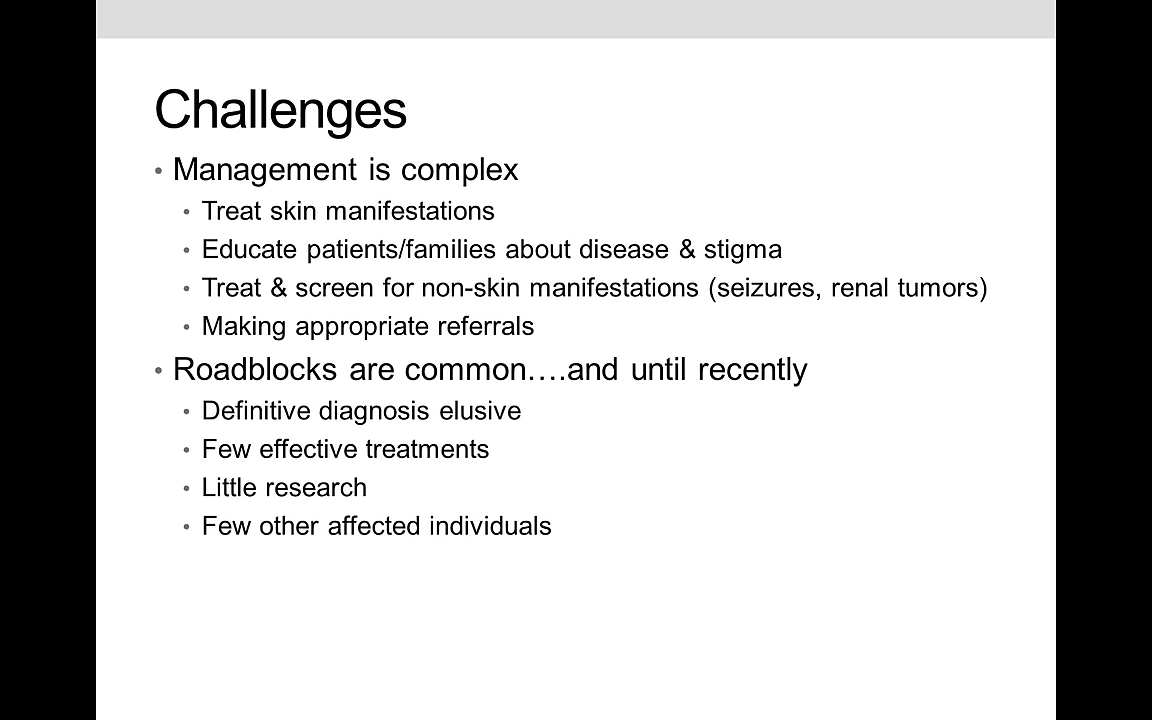 Challenges
• Management is complex
• Treat skin manifestations
• Educate patients/families about disease & stigma
• Treat & screen for non-skin manifestations (seizures, renal tumors)
• Making appropriate referrals
• Roadblocks are common….and until recently
• Definitive diagnosis elusive
• Few effective treatments
• Little research
• Few other affected individuals